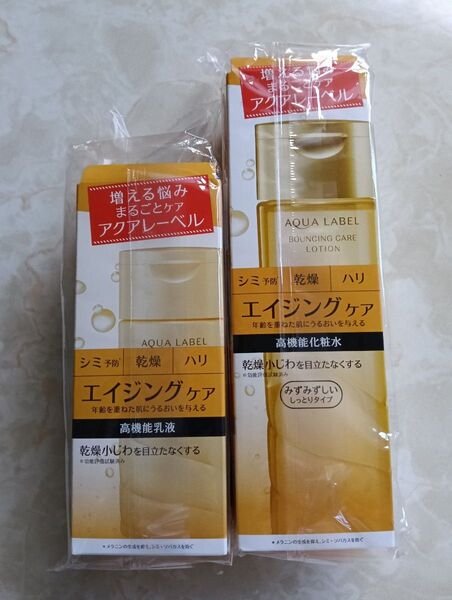 増える悩み
まるごとケア
アクアレーベル
AQUA LABEL
シミ予防 乾燥 ハリ
エイジングケア
年齢を重ねた肌にうるおいを与える
高機能乳液
乾燥小じわを目立たなくする
※効能評価試験済み
＊メラニンの生成を抑え、シミ・ソバカスを防ぐ
増える悩み
まるごとケア
アクアレーベル
AQUA LABEL
BOUNCING CARE
LOTION
シミ予防 乾燥 ハリ
エイジングケア
年齢を重ねた肌にうるおいを与える
高機能化粧水
乾燥小じわを目立たなくする
※効能評価試験済み
みずみずしい
しっとりタイプ
＊メラニンの生成を抑え、シミ・ソバカスを防ぐ